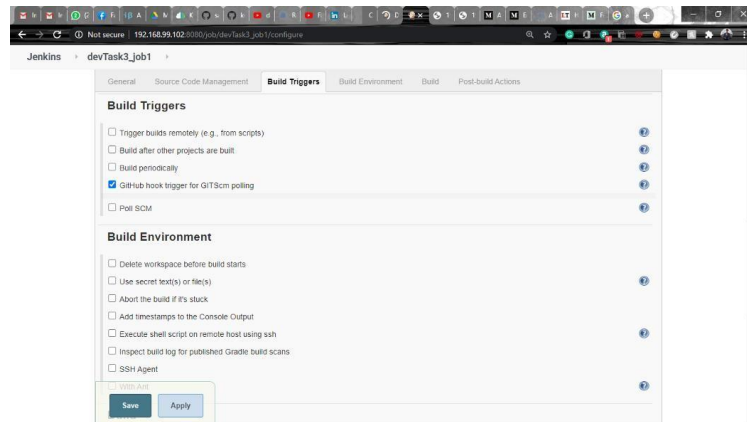 Not secure | 192.168.99.102:8080/job/devTask3_job1/configure
Jenkins devTask3_job1
General Source Code Management Build Triggers Build Environment Build Post-build Actions
Build Triggers
Trigger builds remotely (e.g., from scripts)
Build after other projects are built
Build periodically
GitHub hook trigger for GITScm polling
Poll SCM
Build Environment
Delete workspace before build starts
Use secret text(s) or file(s)
Abort the build if it's stuck
Add timestamps to the Console Output
Execute shell script on remote host using ssh
Inspect build log for published Gradle build scans
SSH Agent
With Ant
Save Apply